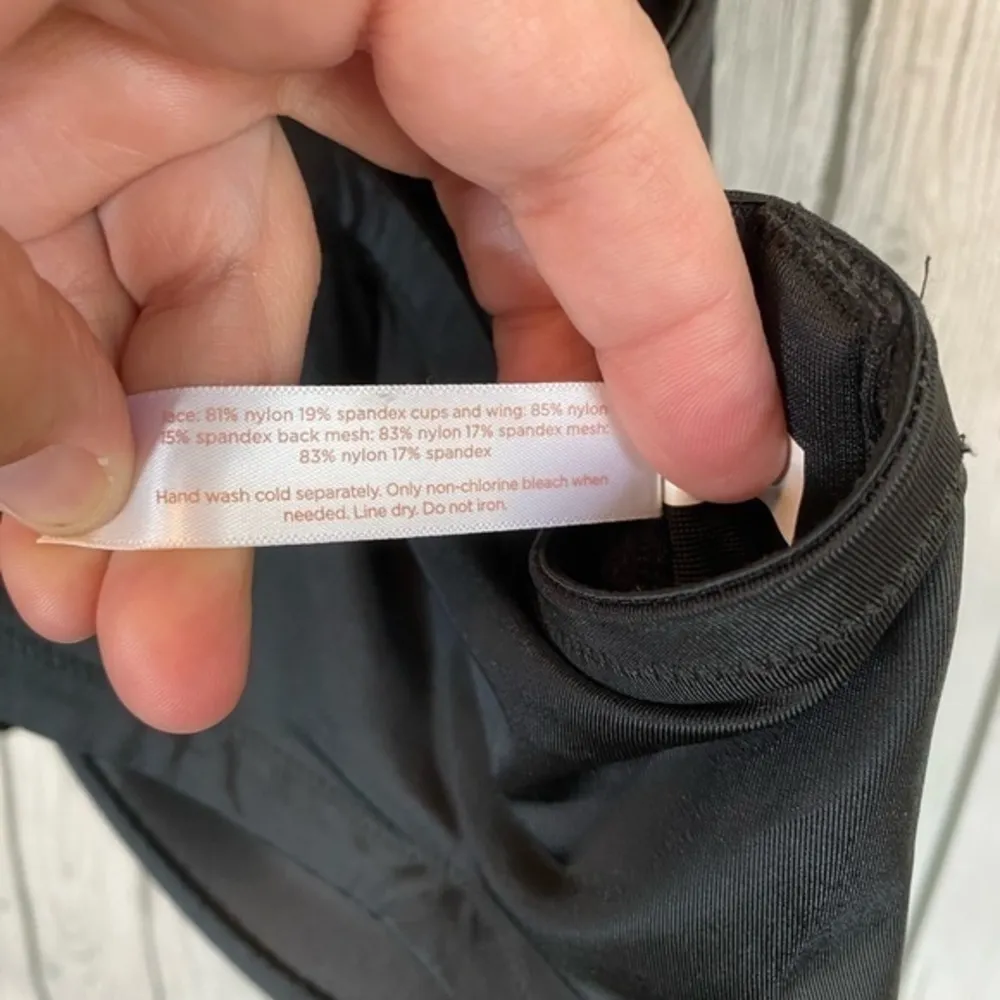 lace: 81% nylon 19% spandex cups and wing: 85% nylon
15% spandex back mesh: 83% nylon 17% spandex mesh:
83% nylon 17% spandex
Hand wash cold separately. Only non-chlorine bleach when
needed. Line dry. Do not iron.